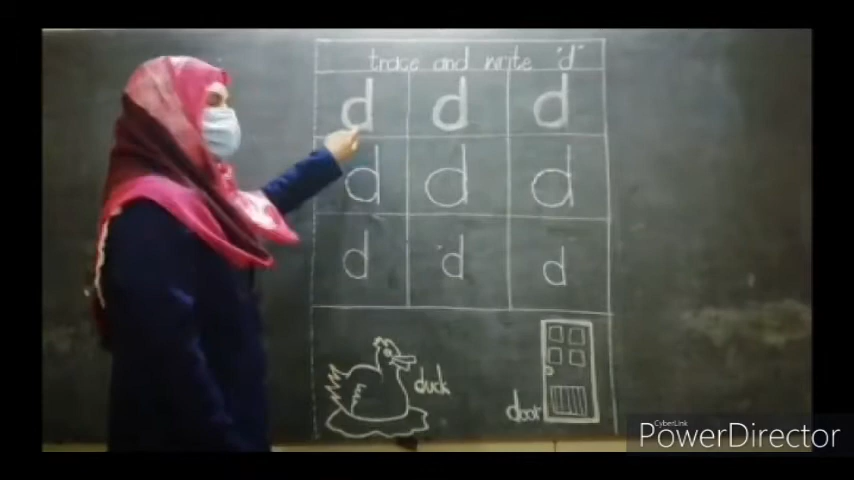 trace and write "d"
d d d
d d d
d d d
duck
door
CyberLink
PowerDirector